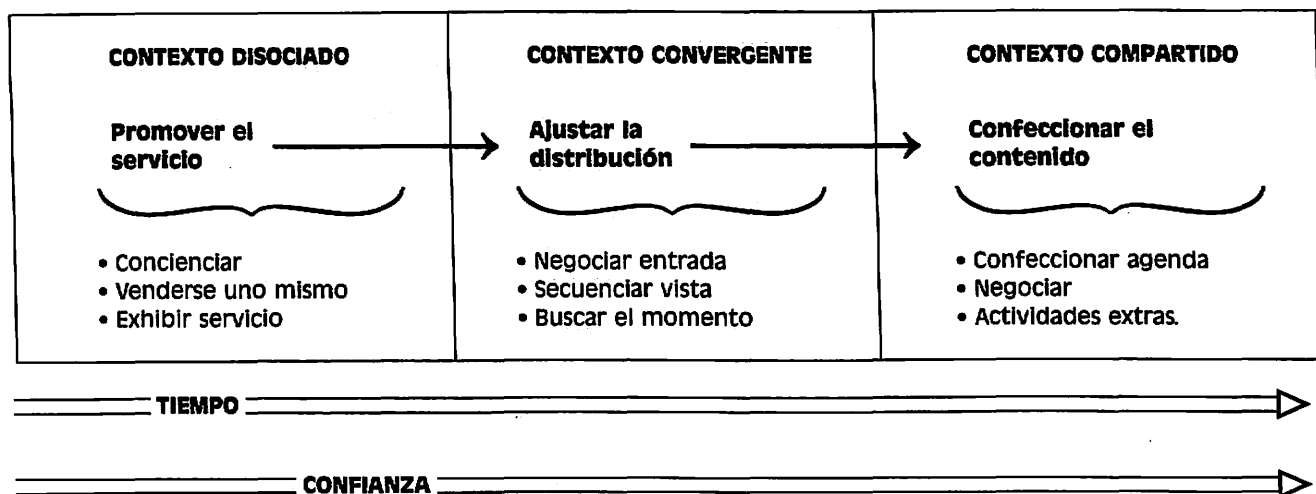 CONTEXTO DISOCIADO
Promover el
servicio
• Concienciar
• Venderse uno mismo
• Exhibir servicio
CONTEXTO CONVERGENTE
Ajustar la
distribución
• Negociar entrada
• Secuenciar vista
• Buscar el momento
CONTEXTO COMPARTIDO
Confeccionar el
contenido
• Confeccionar agenda
• Negociar
• Actividades extras.
TIEMPO
CONFIANZA